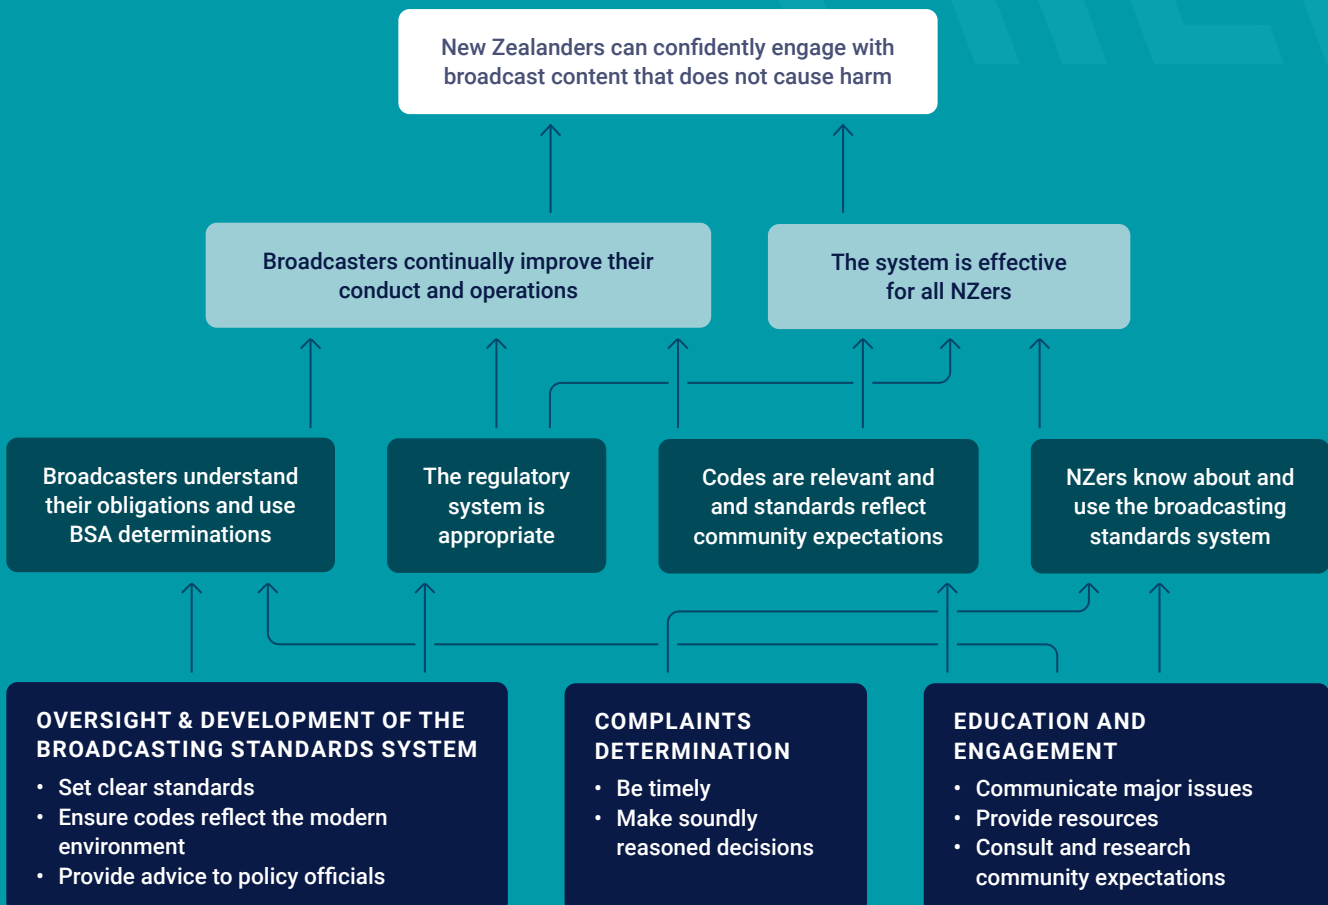 New Zealanders can confidently engage with
broadcast content that does not cause harm
Broadcasters continually improve their
conduct and operations
The system is effective
for all NZers
Broadcasters understand
their obligations and use
BSA determinations
The regulatory
system is
appropriate
Codes are relevant and
and standards reflect
community expectations
NZers know about and
use the broadcasting
standards system
OVERSIGHT & DEVELOPMENT OF THE
BROADCASTING STANDARDS SYSTEM
• Set clear standards
• Ensure codes reflect the modern
environment
• Provide advice to policy officials
COMPLAINTS
DETERMINATION
• Be timely
• Make soundly
reasoned decisions
EDUCATION AND
ENGAGEMENT
• Communicate major issues
• Provide resources
• Consult and research
community expectations